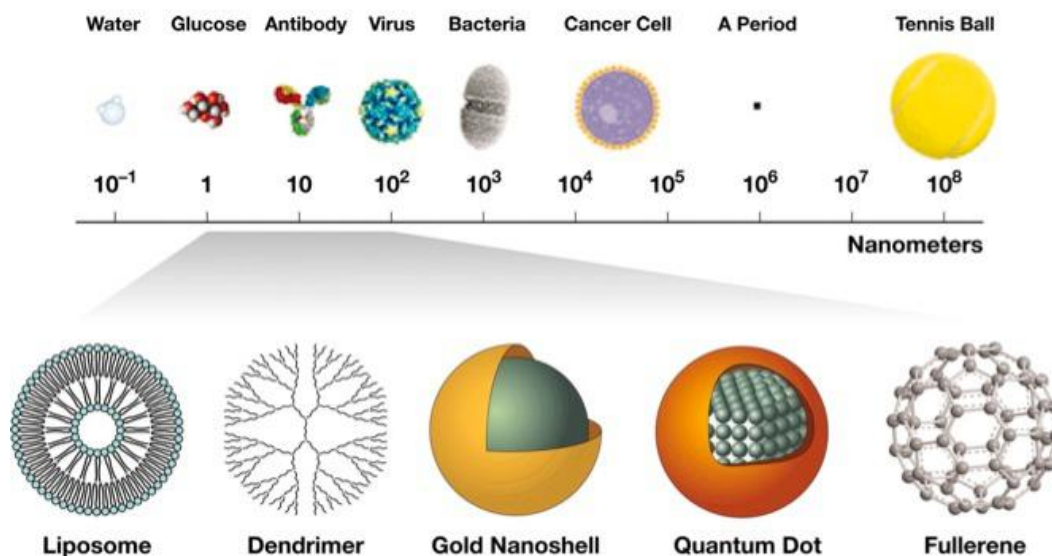 Water Glucose Antibody Virus Bacteria Cancer Cell A Period Tennis Ball
10⁻¹ 1 10 10² 10³ 10⁴ 10⁵ 10⁶ 10⁷ 10⁸
Nanometers
Liposome Dendrimer Gold Nanoshell Quantum Dot Fullerene